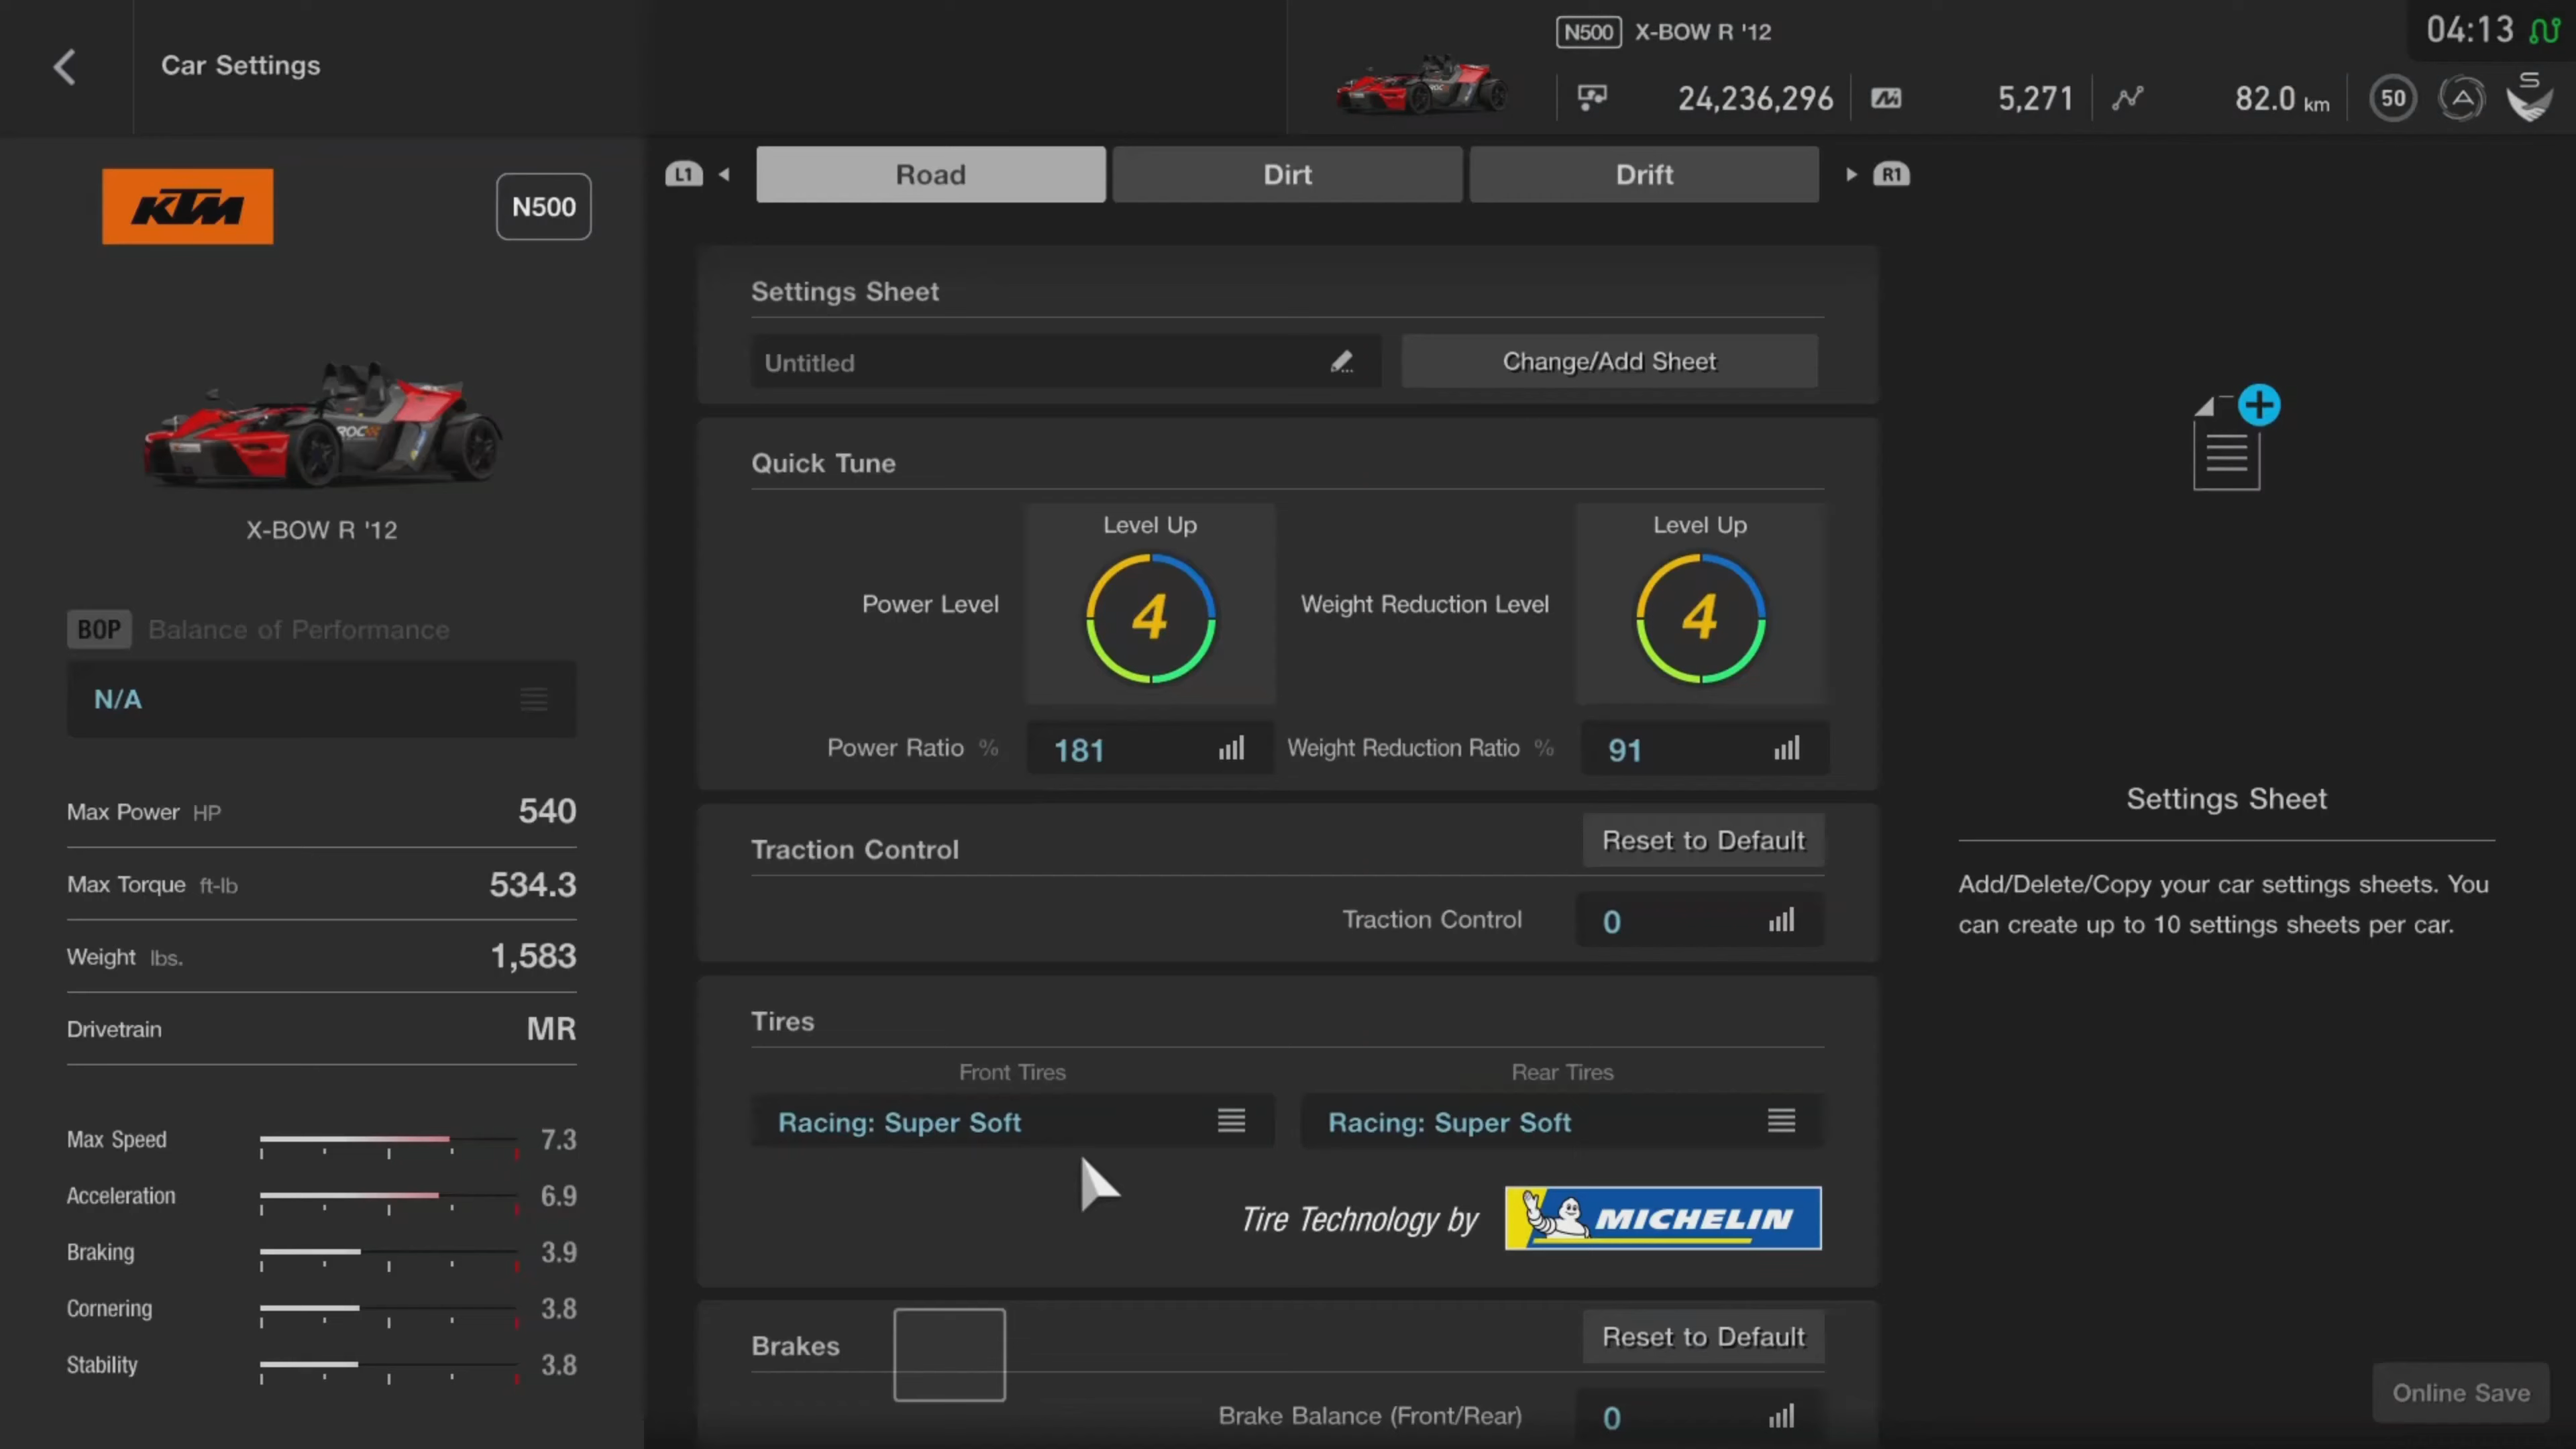 Car Settings
N500 X-BOW R '12
04:13
24,236,296
5,271
82.0 km
50
A
S
KTM
N500
X-BOW R '12
BOP Balance of Performance
N/A
Max Power HP 540
Max Torque ft-lb 534.3
Weight lbs. 1,583
Drivetrain MR
Max Speed 7.3
Acceleration 6.9
Braking 3.9
Cornering 3.8
Stability 3.8
L1 Road Dirt Drift R1
Settings Sheet
Untitled Change/Add Sheet
Quick Tune
Level Up Level Up
Power Level 4 Weight Reduction Level 4
Power Ratio % 181 Weight Reduction Ratio % 91
Traction Control Reset to Default
Traction Control 0
Tires
Front Tires Rear Tires
Racing: Super Soft Racing: Super Soft
Tire Technology by MICHELIN
Brakes Reset to Default
Brake Balance (Front/Rear) 0
Settings Sheet
Add/Delete/Copy your car settings sheets. You
can create up to 10 settings sheets per car.
Online Save